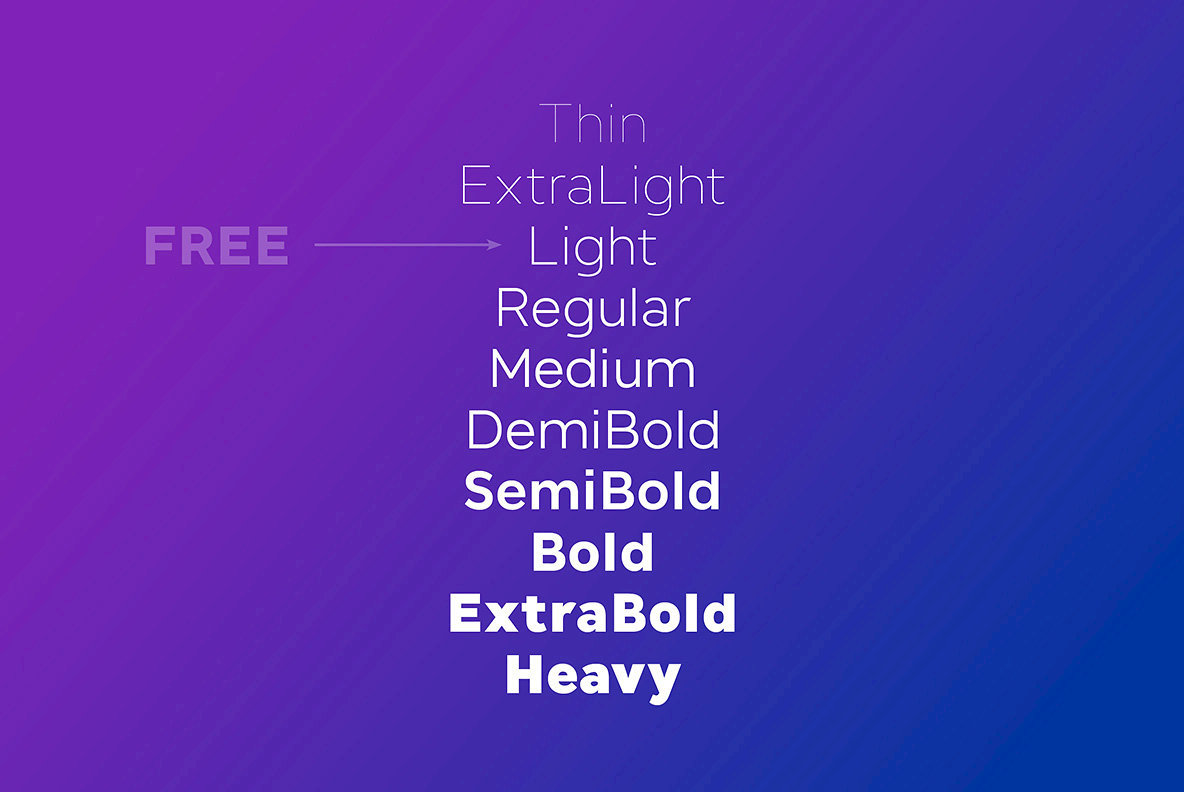 Thin
ExtraLight
FREE Light
Regular
Medium
DemiBold
SemiBold
Bold
ExtraBold
Heavy